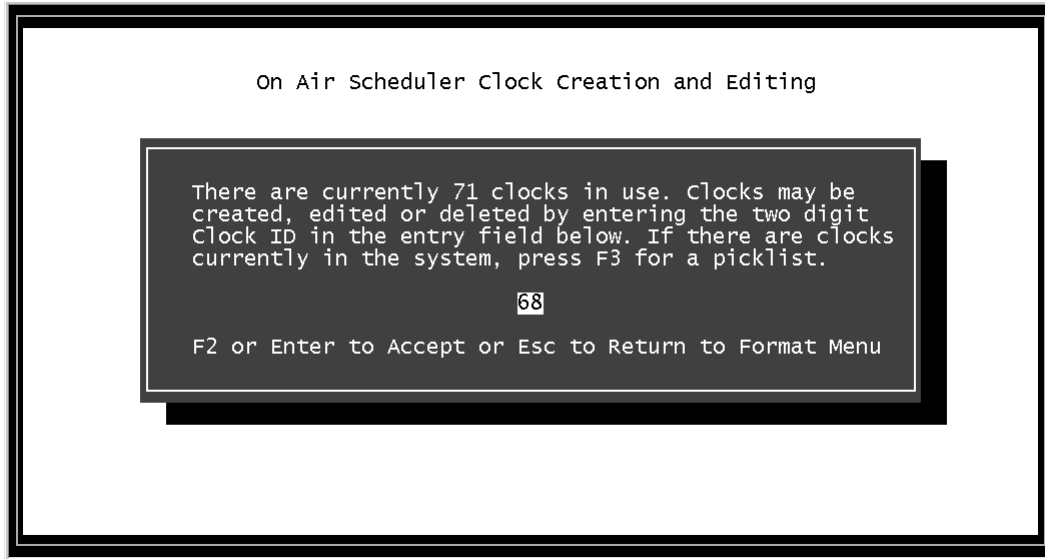 On Air Scheduler Clock Creation and Editing
There are currently 71 clocks in use. Clocks may be
created, edited or deleted by entering the two digit
Clock ID in the entry field below. If there are clocks
currently in the system, press F3 for a picklist.
68
F2 or Enter to Accept or Esc to Return to Format Menu